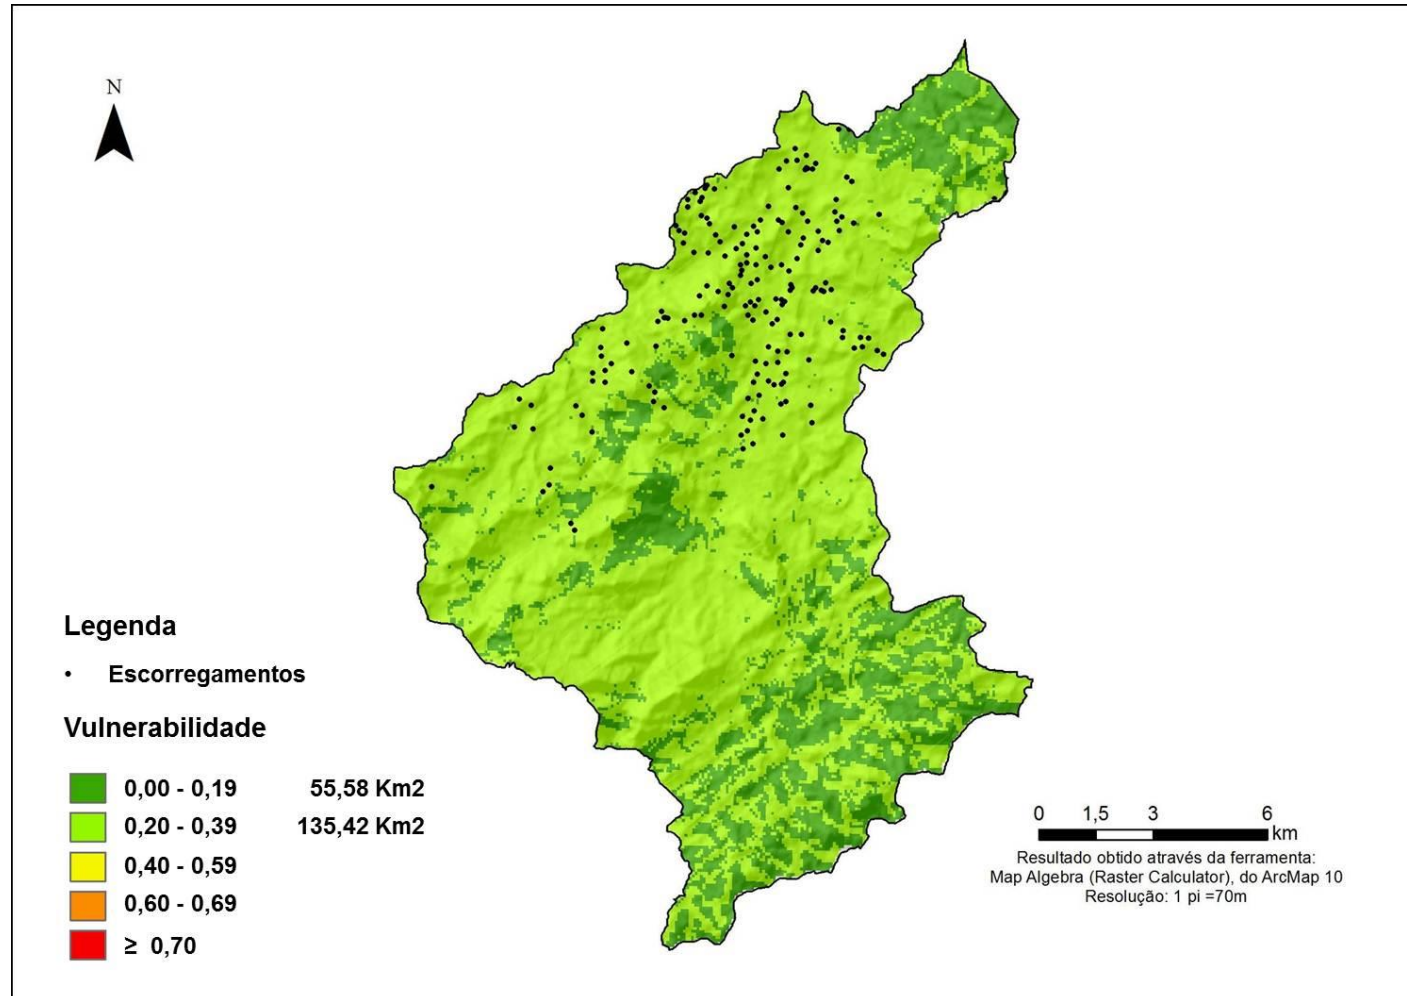 N
Legenda
• Escorregamentos
Vulnerabilidade
0,00 - 0,19 55,58 Km2
0,20 - 0,39 135,42 Km2
0,40 - 0,59
0,60 - 0,69
≥ 0,70
0 1,5 3 6
km
Resultado obtido através da ferramenta:
Map Algebra (Raster Calculator), do ArcMap 10
Resolução: 1 pi =70m